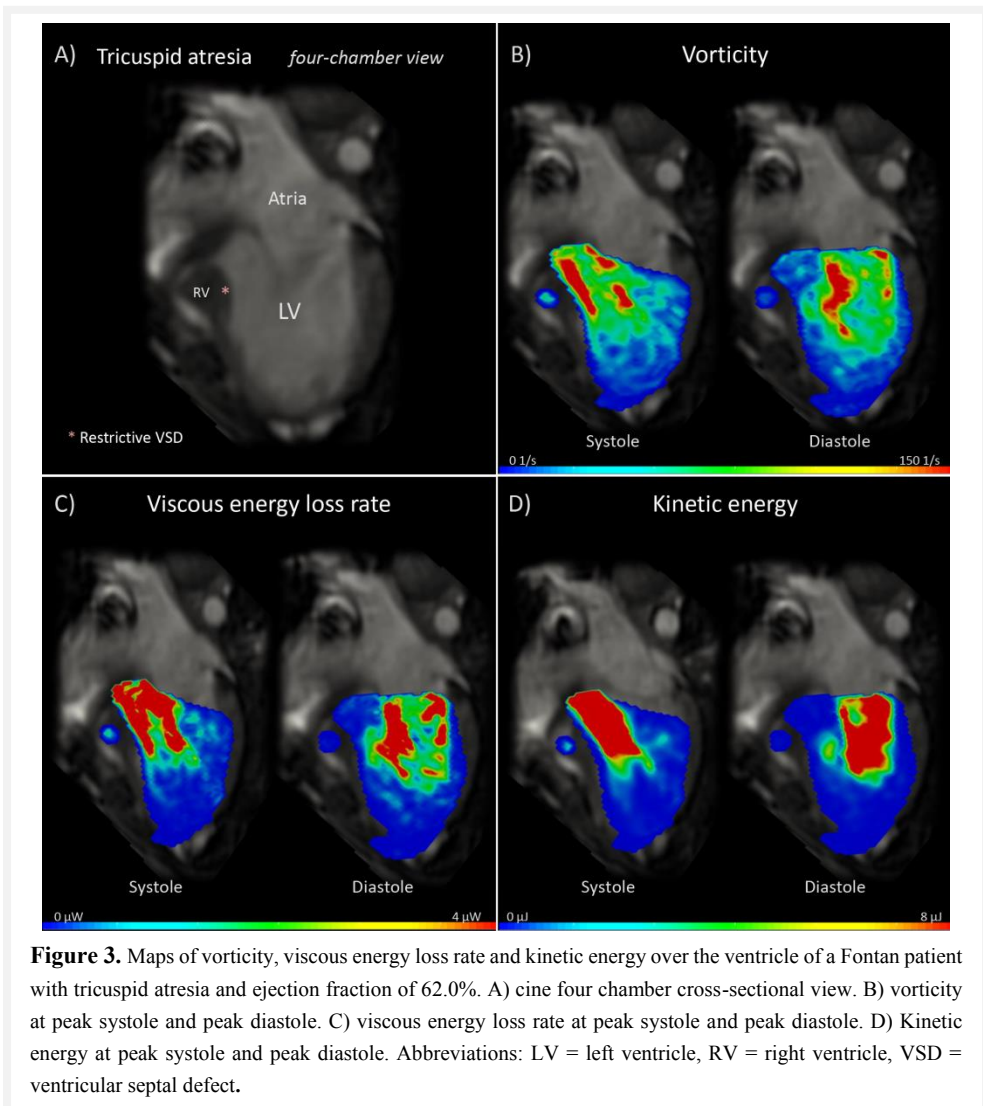 A) Tricuspid atresia four-chamber view
Atria
RV *
LV
* Restrictive VSD
B) Vorticity
Systole Diastole
0 1/s 150 1/s
C) Viscous energy loss rate
Systole Diastole
0 µW 4 µW
D) Kinetic energy
Systole Diastole
0 µJ 8 µJ
Figure 3. Maps of vorticity, viscous energy loss rate and kinetic energy over the ventricle of a Fontan patient
with tricuspid atresia and ejection fraction of 62.0%. A) cine four chamber cross-sectional view. B) vorticity
at peak systole and peak diastole. C) viscous energy loss rate at peak systole and peak diastole. D) Kinetic
energy at peak systole and peak diastole. Abbreviations: LV = left ventricle, RV = right ventricle, VSD =
ventricular septal defect.